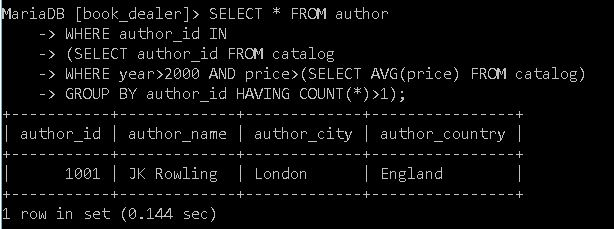 MariaDB [book_dealer]> SELECT * FROM author
    -> WHERE author_id IN
    -> (SELECT author_id FROM catalog
    -> WHERE year>2000 AND price>(SELECT AVG(price) FROM catalog)
    -> GROUP BY author_id HAVING COUNT(*)>1);
+-----------+-------------+-------------+----------------+
| author_id | author_name | author_city | author_country |
+-----------+-------------+-------------+----------------+
|      1001 | JK Rowling  | London      | England        |
+-----------+-------------+-------------+----------------+
1 row in set (0.144 sec)